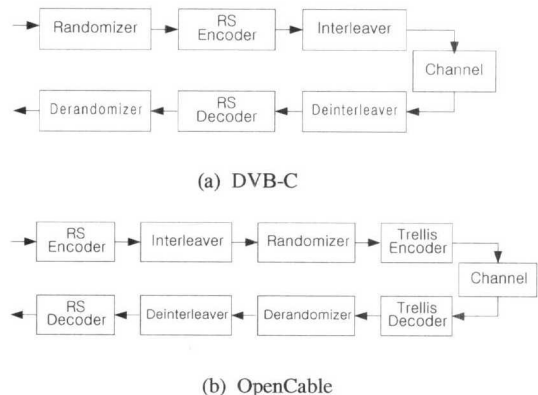 Randomizer
RS
Encoder
Interleaver
Channel
Derandomizer
RS
Decoder
Deinterleaver
(a) DVB-C
RS
Encoder
Interleaver
Randomizer
Trellis
Encoder
Channel
RS
Decoder
Deinterleaver
Derandomizer
Trellis
Decoder
(b) OpenCable